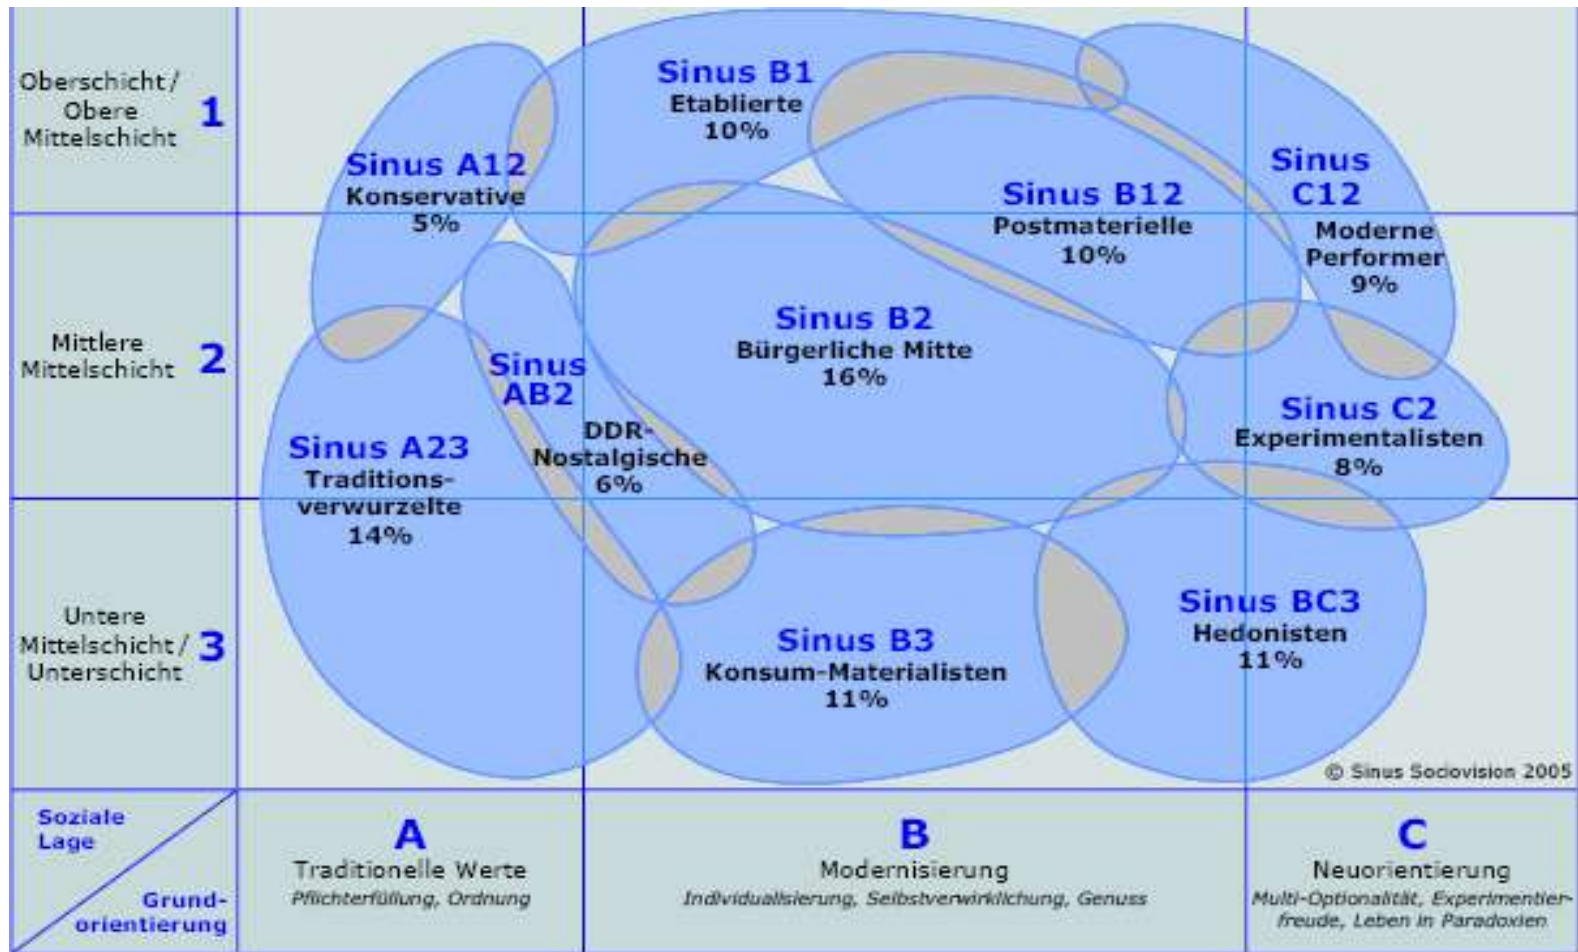 Oberschicht /
Obere
Mittelschicht
1
Sinus A12
Konservative
5%
Sinus B1
Etablierte
10%
Sinus B12
Postmaterielle
10%
Sinus
C12
Moderne
Performer
9%
Mittlere
Mittelschicht
2
Sinus A23
Traditions-
verwurzelte
14%
Sinus
AB2
DDR-
Nostalgische
6%
Sinus B2
Bürgerliche Mitte
16%
Sinus C2
Experimentalisten
8%
Untere
Mittelschicht /
Unterschicht
3
Sinus B3
Konsum-Materialisten
11%
Sinus BC3
Hedonisten
11%
© Sinus Sociovision 2005
Soziale
Lage
Grund-
orientierung
A
Traditionelle Werte
Pflichterfüllung, Ordnung
B
Modernisierung
Individualisierung, Selbstverwirklichung, Genuss
C
Neuorientierung
Multi-Optionalität, Experimentier-
freude, Leben in Paradoxien